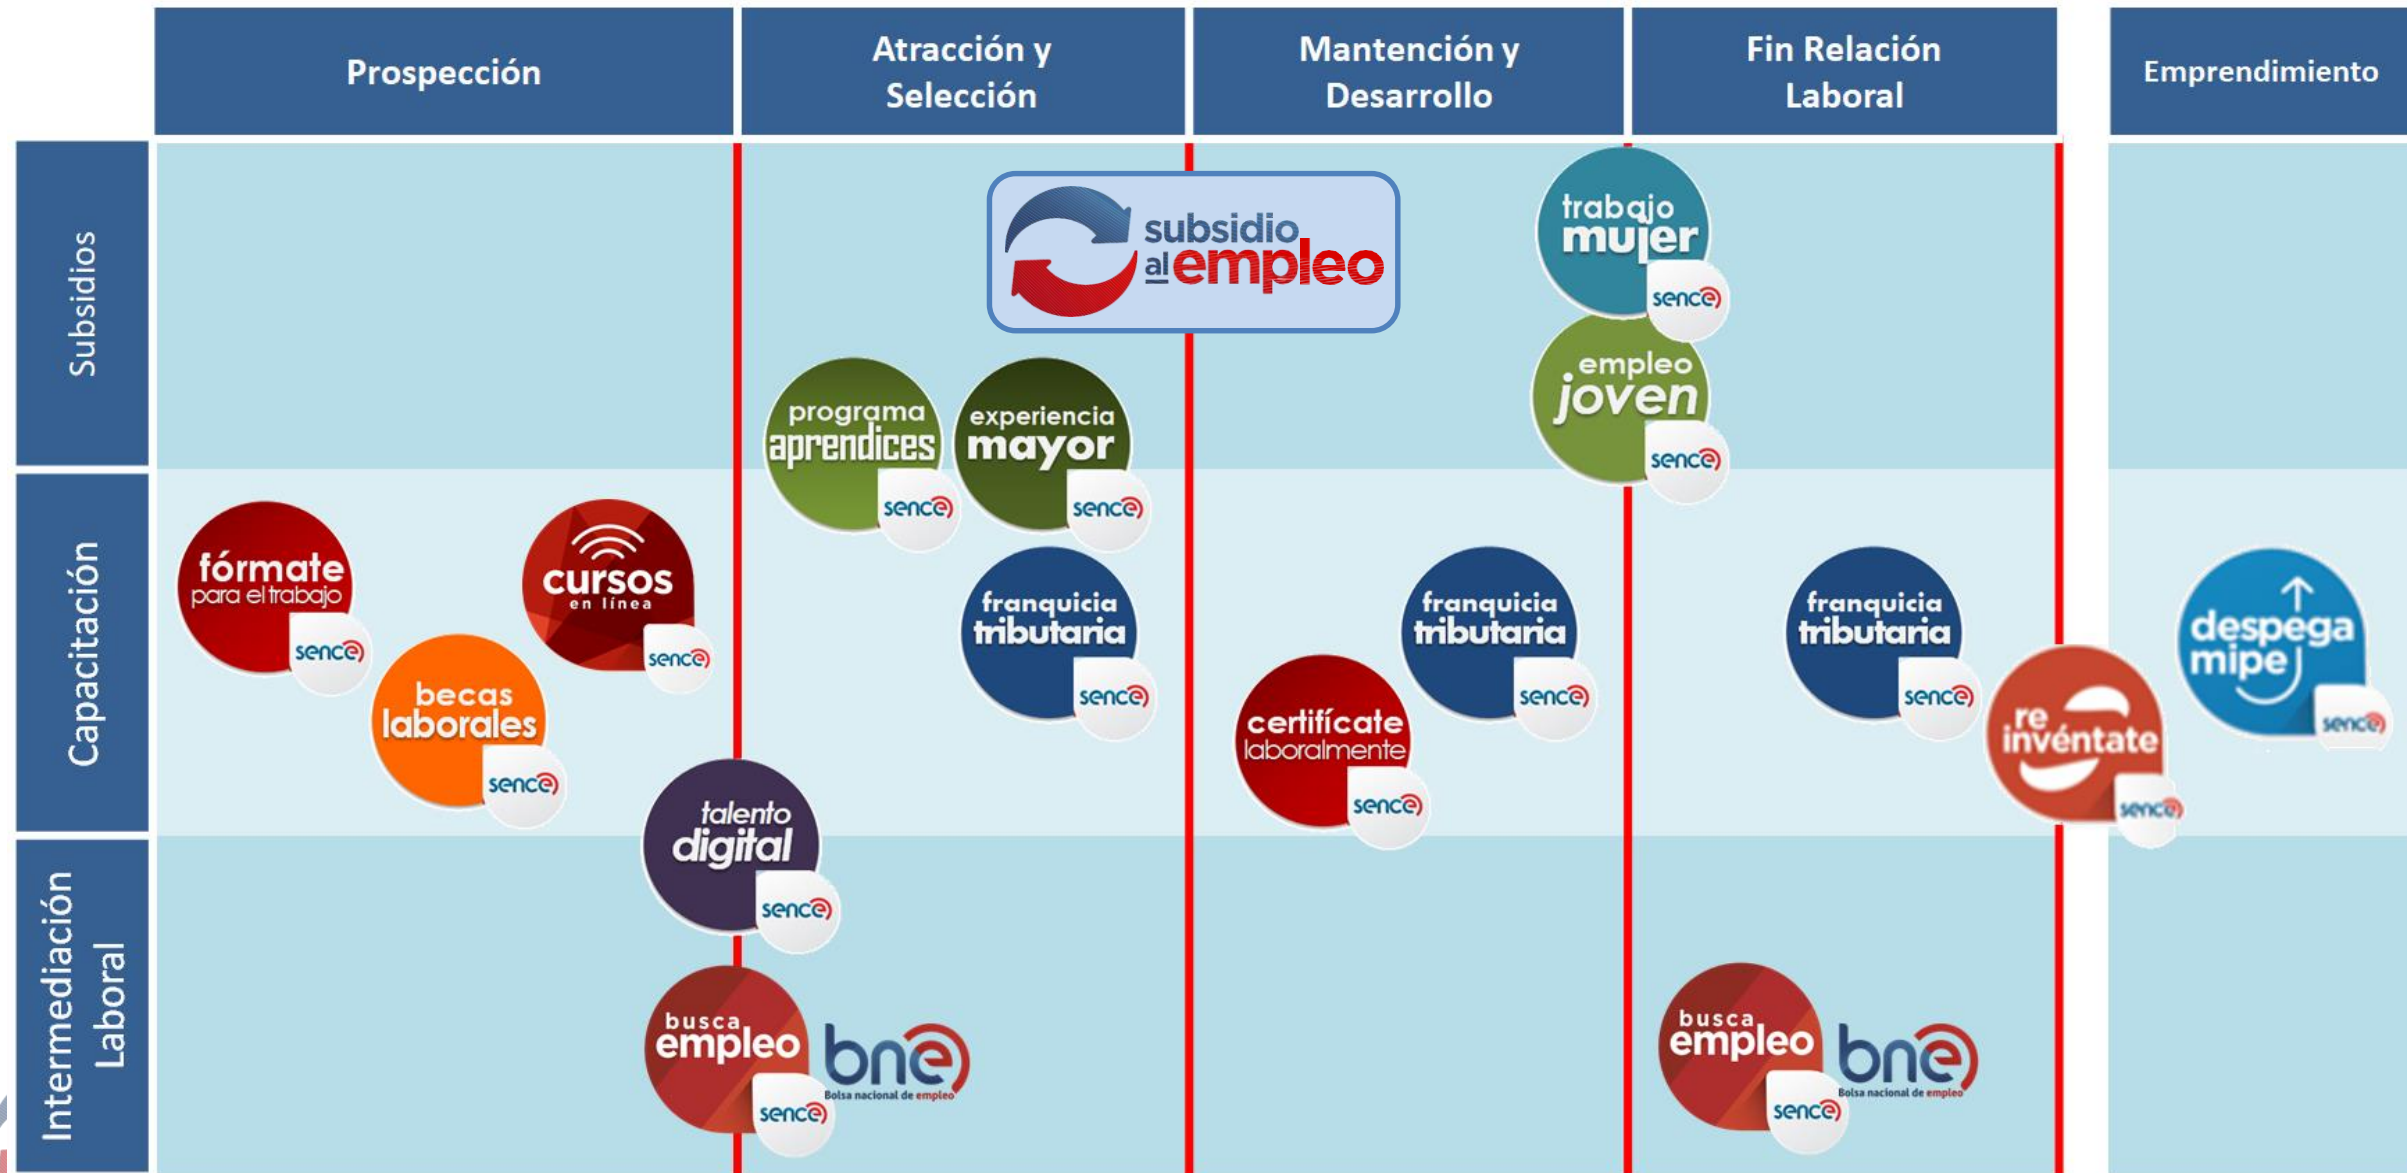 Prospección
Atracción y
Selección
Mantención y
Desarrollo
Fin Relación
Laboral
Emprendimiento
Subsidios
subsidio
al empleo
trabajo
mujer
sence
empleo
joven
sence
programa
aprendices
sence
experiencia
mayor
sence
Capacitación
fórmate
para el trabajo
sence
cursos
en línea
sence
becas
laborales
sence
franquicia
tributaria
sence
franquicia
tributaria
sence
certifícate
laboralmente
sence
franquicia
tributaria
sence
re
invéntate
sence
despega
mipe
sence
talento
digital
sence
Intermediación
Laboral
busca
empleo
sence
bne
Bolsa nacional de empleo
busca
empleo
sence
bne
Bolsa nacional de empleo